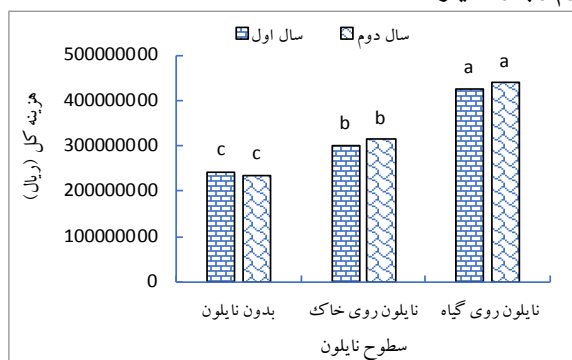 سال اول سال دوم
هزینه کل (ریال)
500000000
400000000
300000000
200000000
100000000
0
c c b b a a
بدون نایلون نایلون روی خاک نایلون روی گیاه
سطوح نایلون